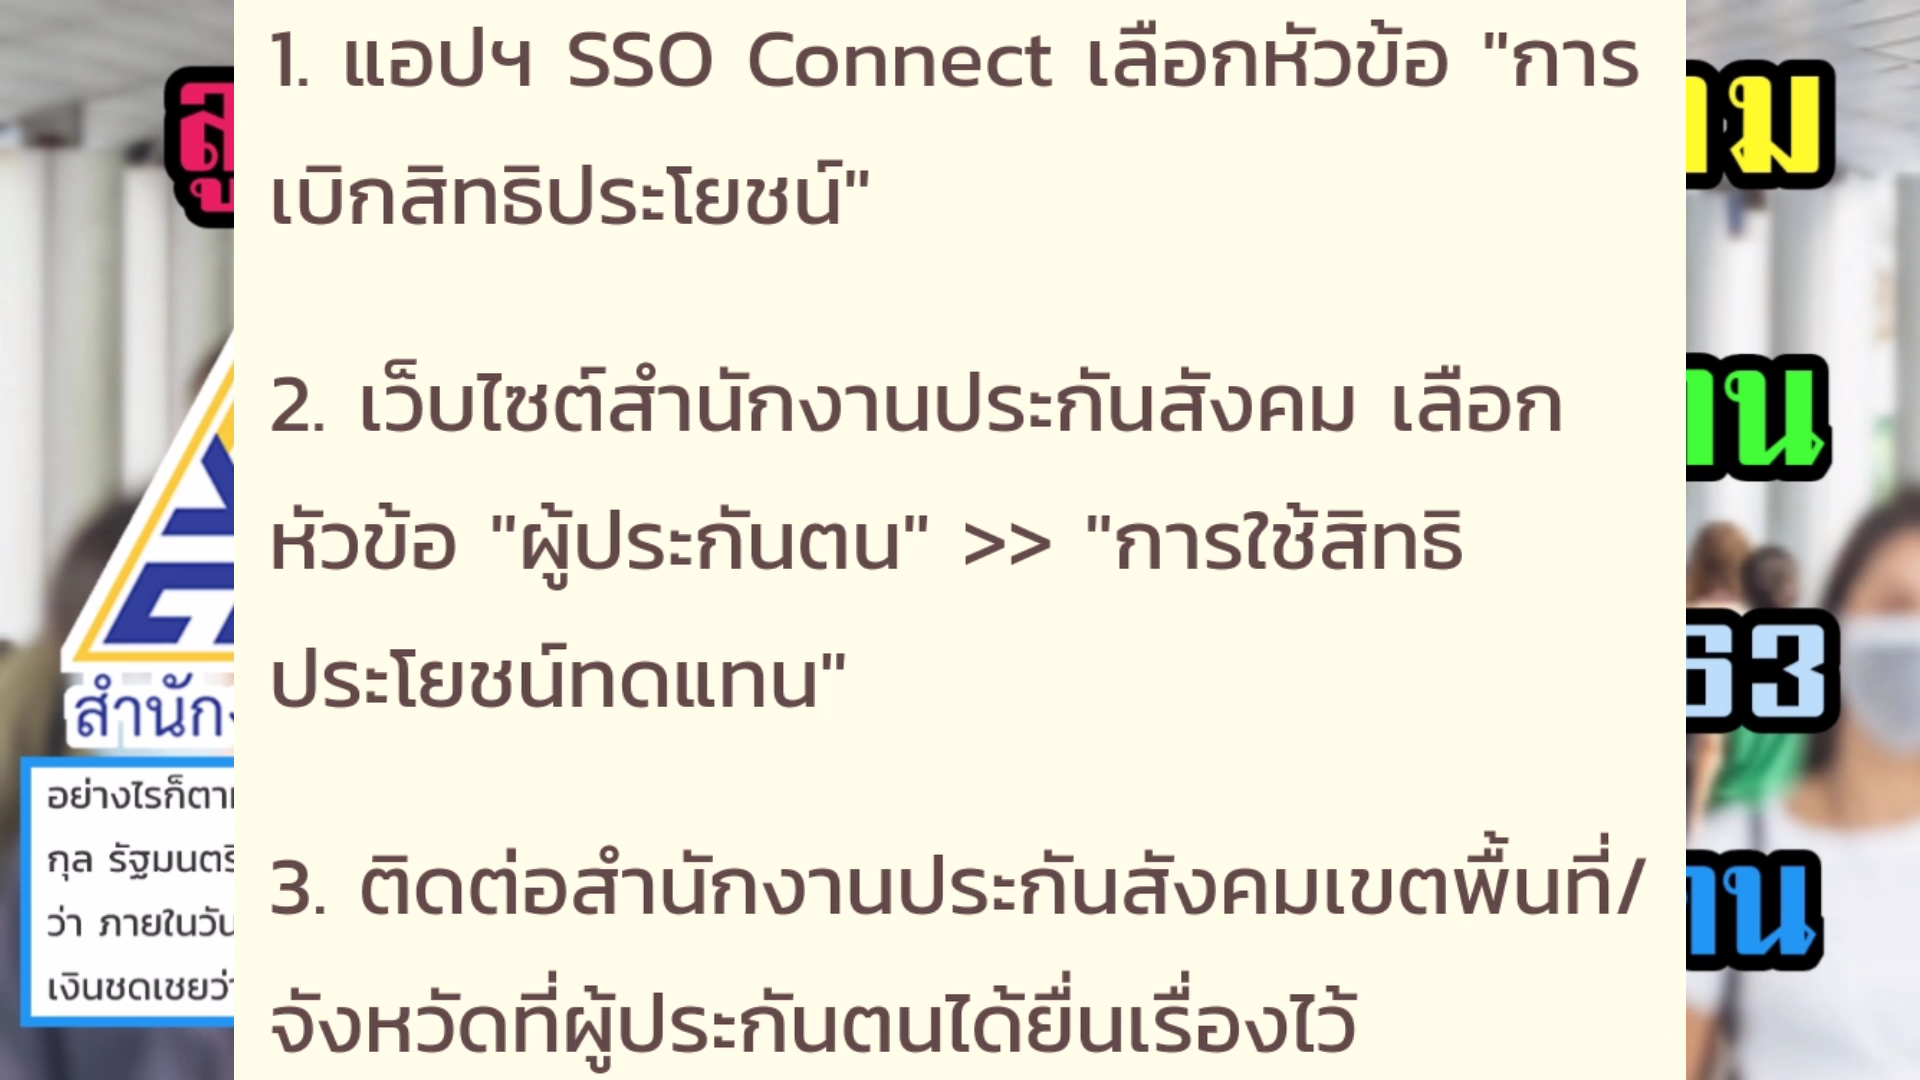 1. แอปฯ SSO Connect เลือกหัวข้อ "การ
เบิกสิทธิประโยชน์"
2. เว็บไซต์สำนักงานประกันสังคม เลือก
หัวข้อ "ผู้ประกันตน" >> "การใช้สิทธิ
ประโยชน์ทดแทน"
3. ติดต่อสำนักงานประกันสังคมเขตพื้นที่/
จังหวัดที่ผู้ประกันตนได้ยื่นเรื่องไว้
สำนัก
อย่างไรก็ตาม
กุล รัฐมนตรี
ว่า ภายในวัน
เงินชดเชยว่า
63